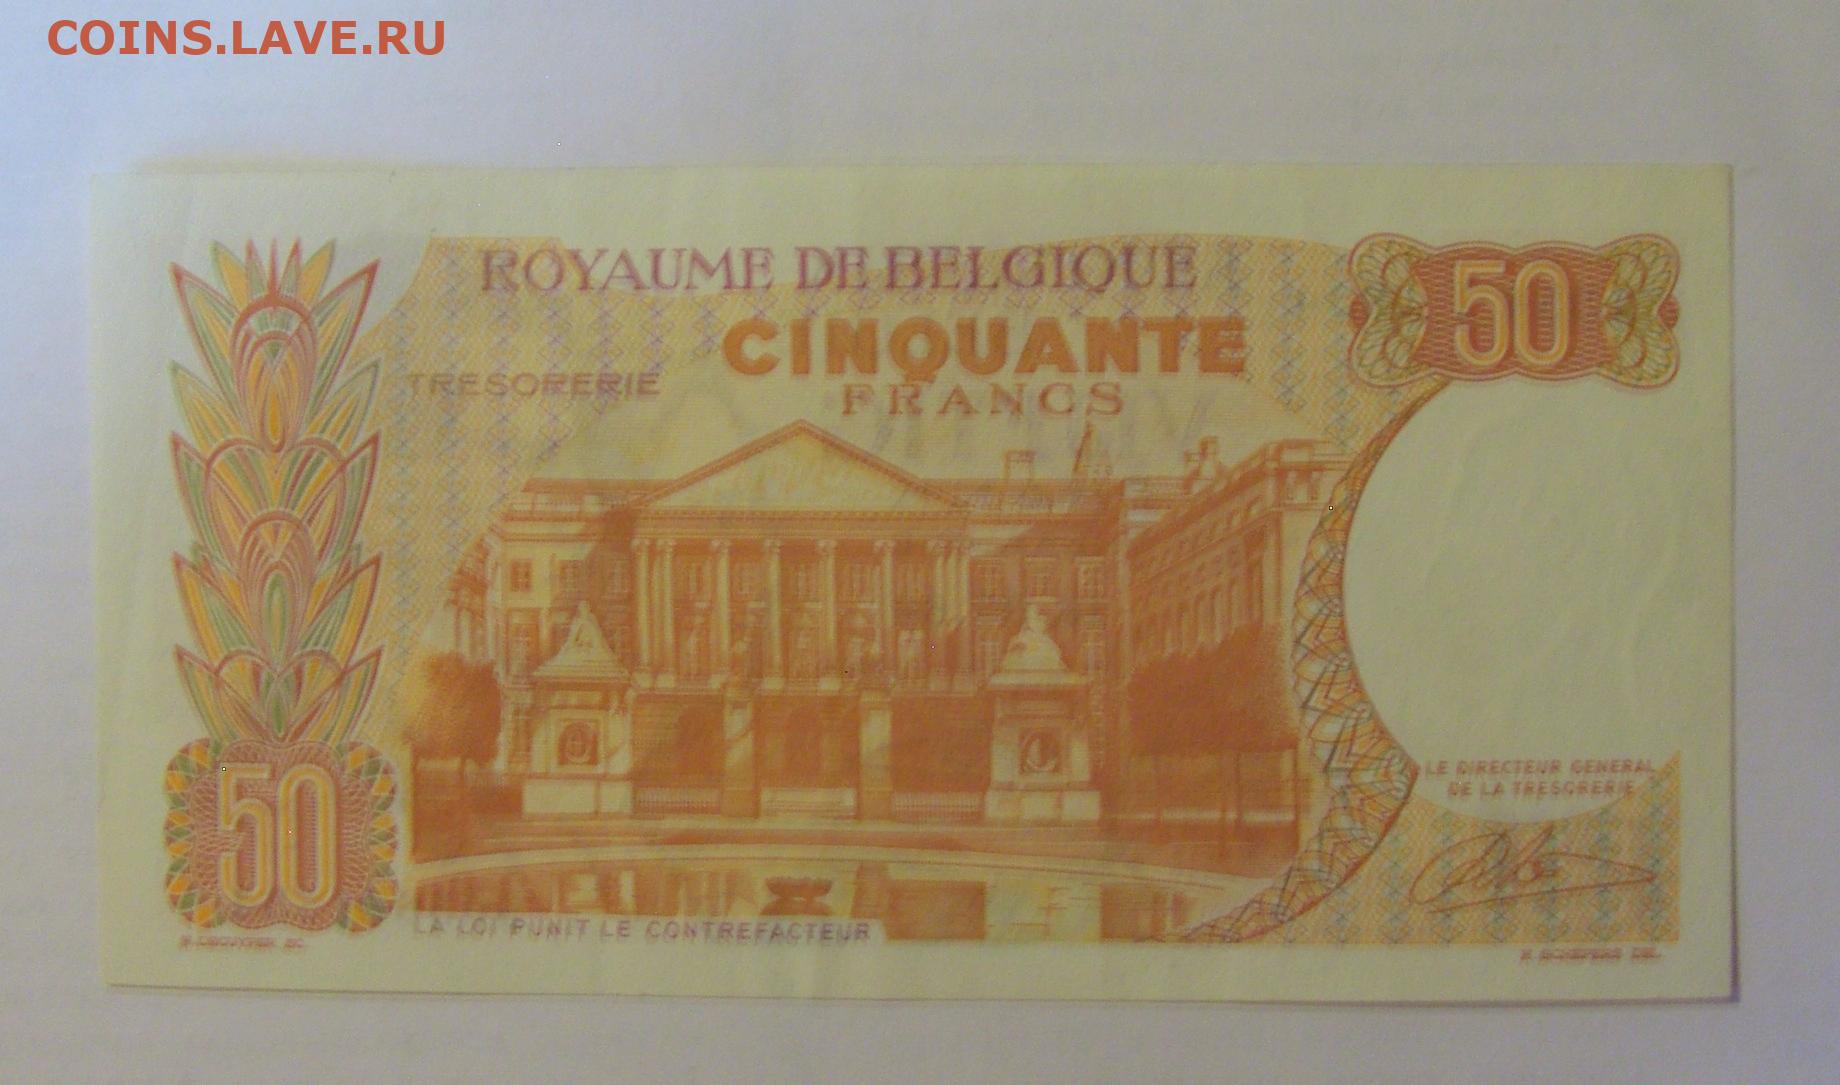 COINS.LAVE.RU
ROYAUME DE BELGIQUE
50
CINQUANTE
TRESORERIE
FRANCS
LE DIRECTEUR GENERAL
DE LA TRESORERIE
50
LA LOI PUNIT LE CONTREFACTEUR